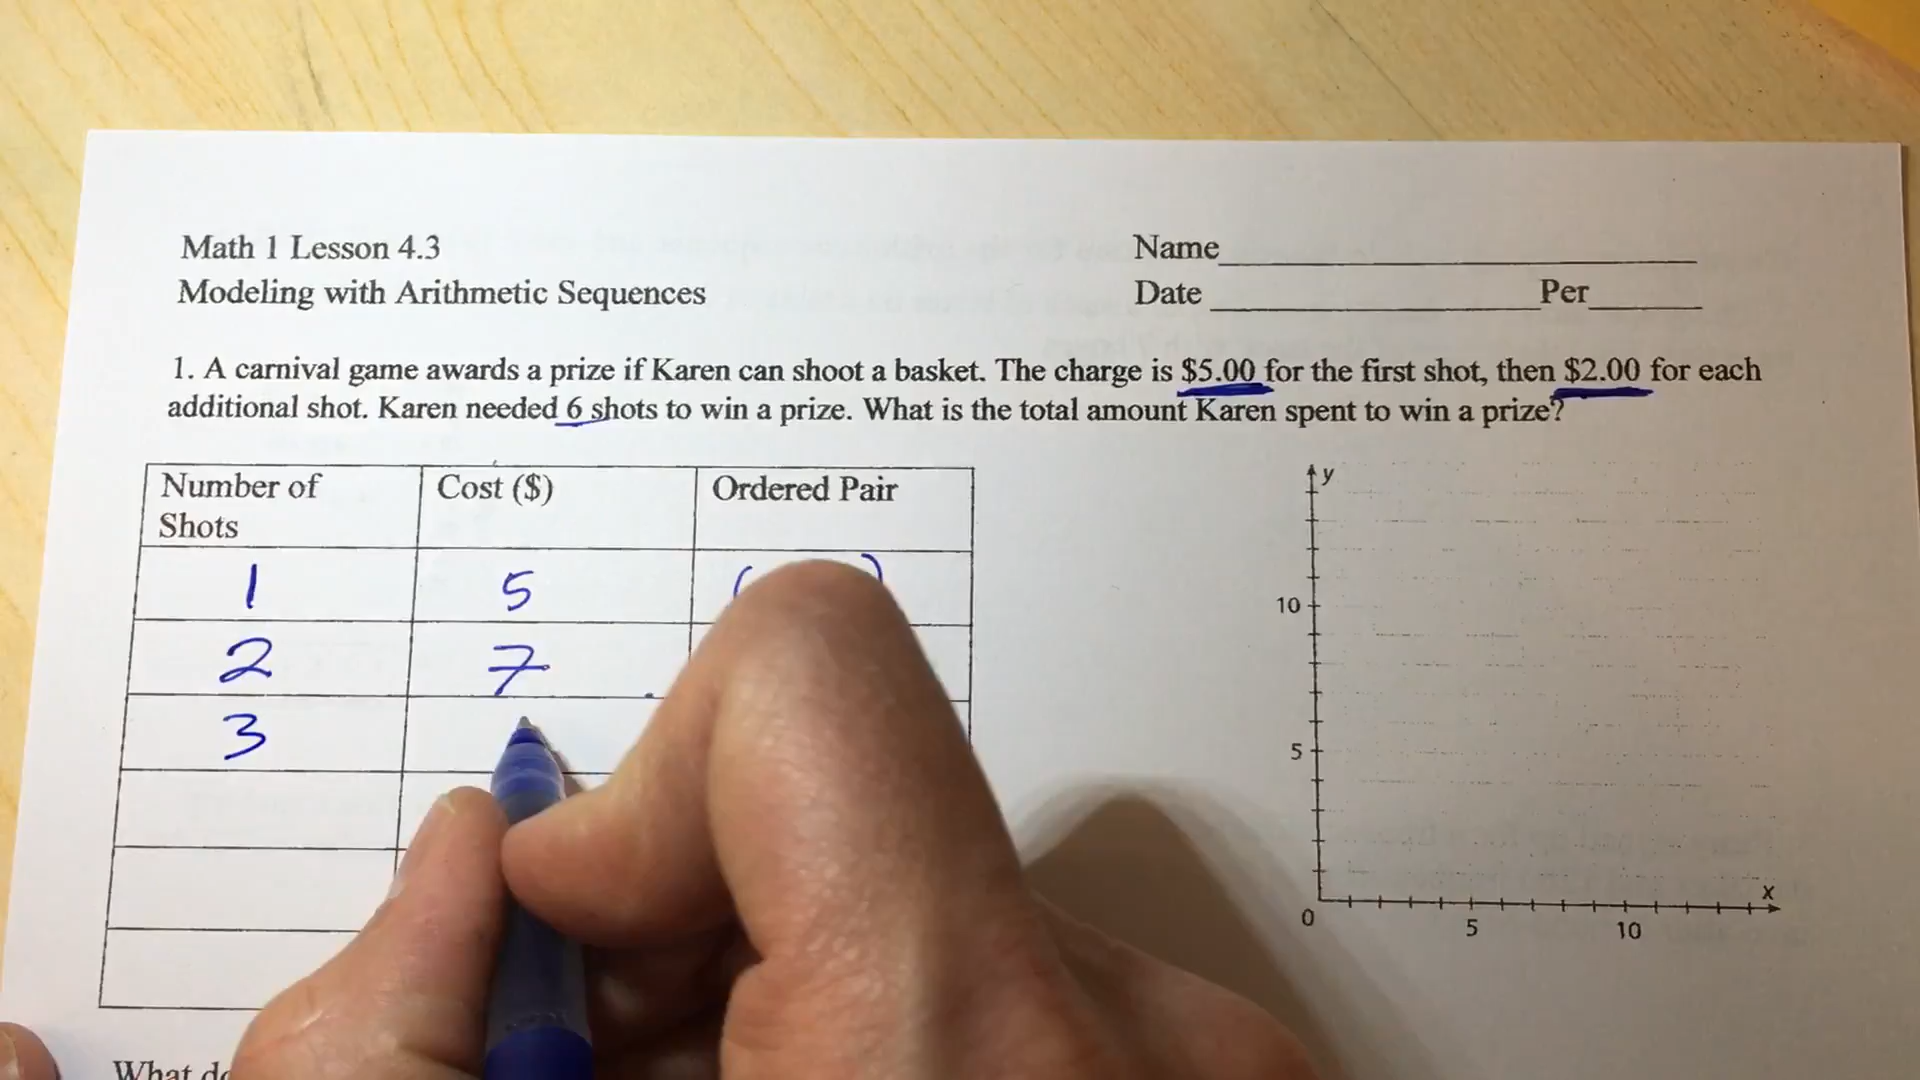 Math 1 Lesson 4.3
Name
Modeling with Arithmetic Sequences
Date Per
1. A carnival game awards a prize if Karen can shoot a basket. The charge is $5.00 for the first shot, then $2.00 for each
additional shot. Karen needed 6 shots to win a prize. What is the total amount Karen spent to win a prize?
Number of
Shots
Cost ($)
Ordered Pair
1 5 ( )
2 7
3
y
10
5
0
5
10
x
What